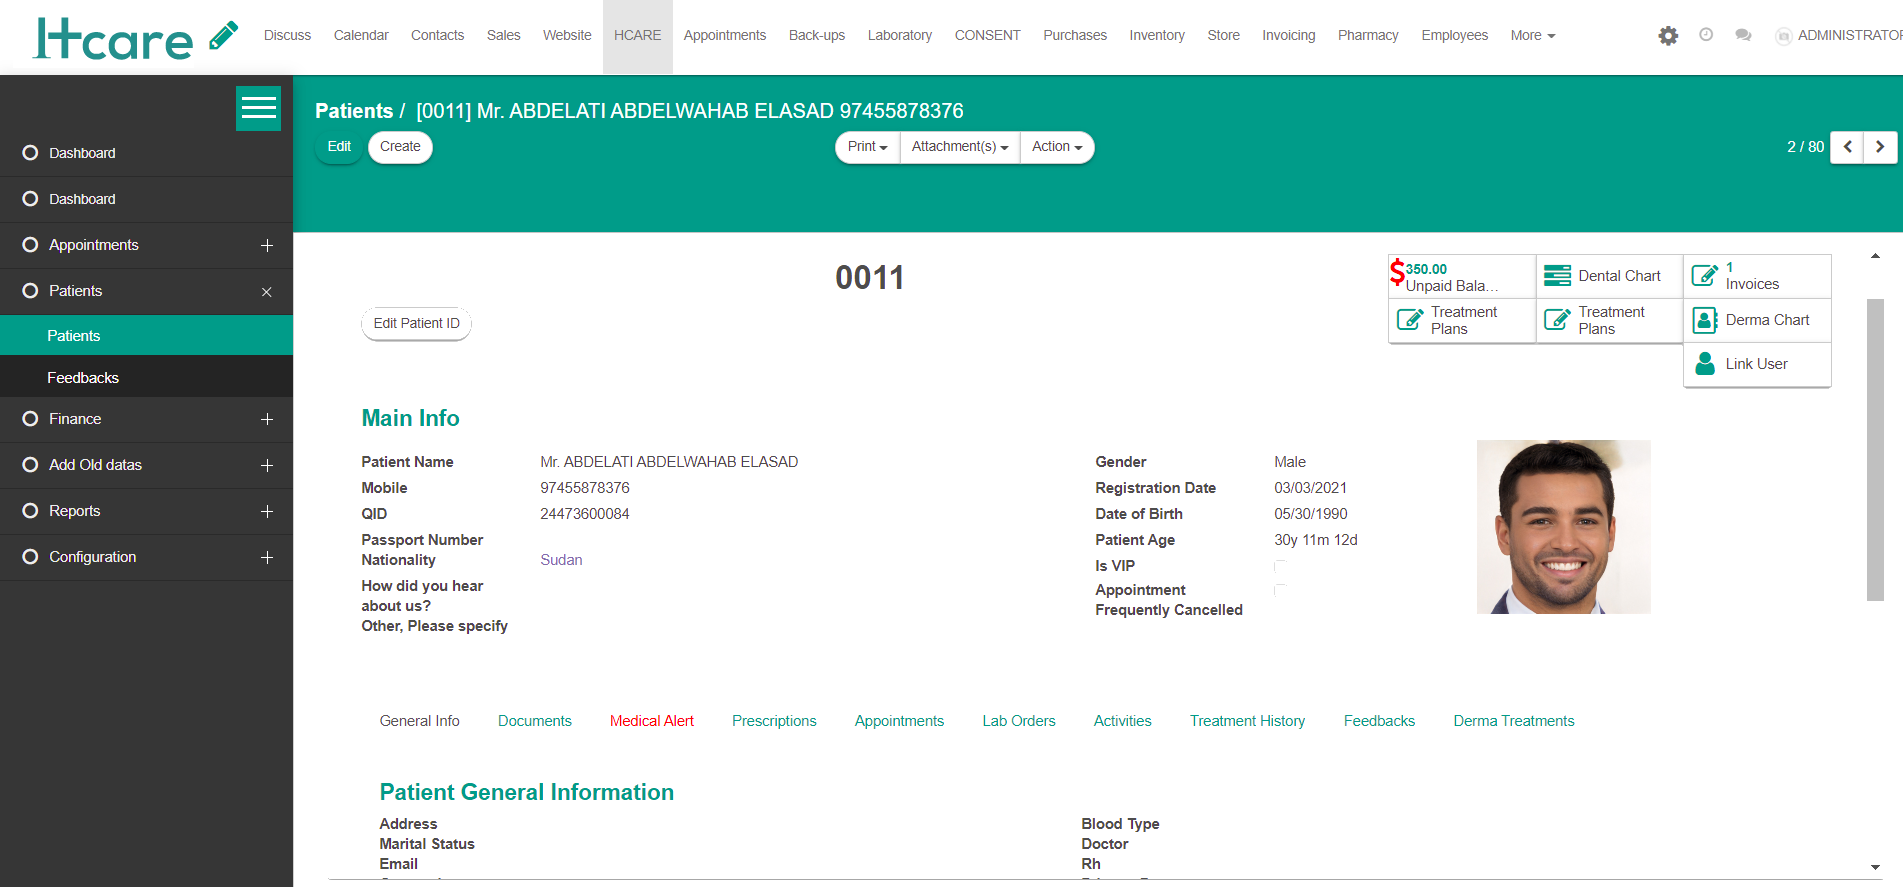 Htcare
Discuss Calendar Contacts Sales Website HCARE Appointments Back-ups Laboratory CONSENT Purchases Inventory Store Invoicing Pharmacy Employees More ADMINISTRATOR
Patients / [0011] Mr. ABDELATI ABDELWAHAB ELASAD 97455878376
Edit Create Print Attachment(s) Action 2 / 80
Dashboard
Dashboard
Appointments
Patients
Patients
Feedbacks
Finance
Add Old datas
Reports
Configuration
0011
Edit Patient ID
$350.00
Unpaid Bala...
Dental Chart
1
Invoices
Treatment
Plans
Treatment
Plans
Derma Chart
Link User
Main Info
Patient Name Mr. ABDELATI ABDELWAHAB ELASAD
Mobile 97455878376
QID 24473600084
Passport Number
Nationality Sudan
How did you hear
about us?
Other, Please specify
Gender Male
Registration Date 03/03/2021
Date of Birth 05/30/1990
Patient Age 30y 11m 12d
Is VIP
Appointment
Frequently Cancelled
General Info Documents Medical Alert Prescriptions Appointments Lab Orders Activities Treatment History Feedbacks Derma Treatments
Patient General Information
Address
Marital Status
Email
Blood Type
Doctor
Rh